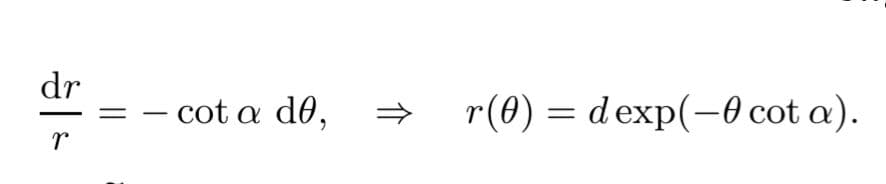 dr/r = − cot α dθ, ⇒ r(θ) = d exp(−θ cot α).